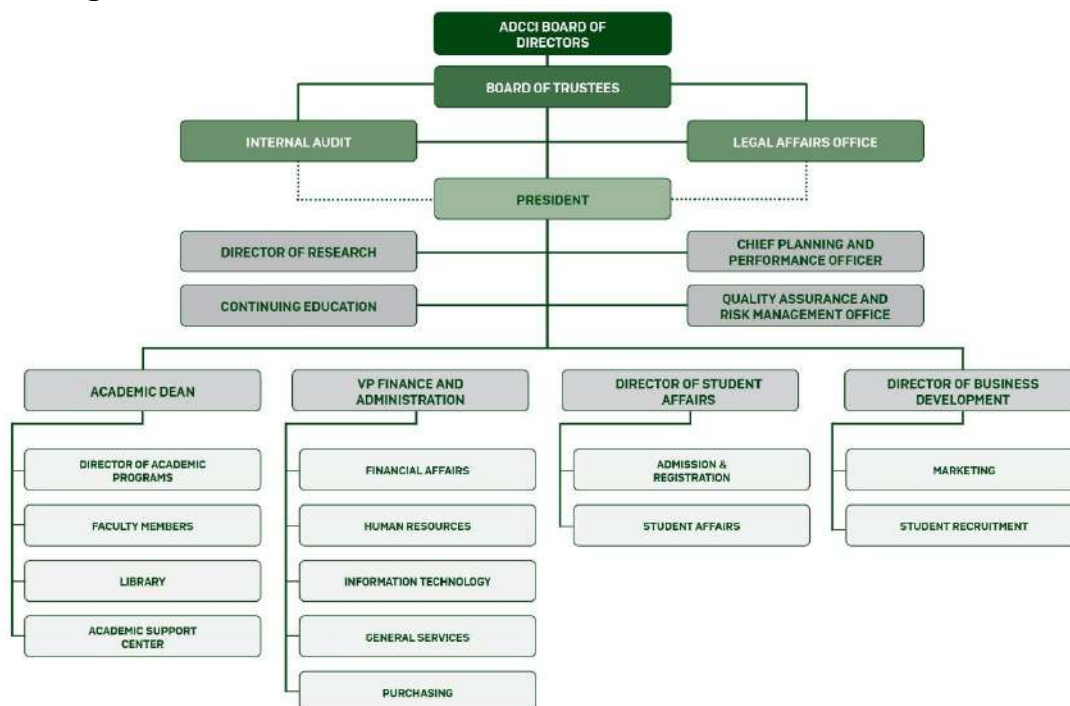 ADCCI BOARD OF
DIRECTORS
BOARD OF TRUSTEES
INTERNAL AUDIT
LEGAL AFFAIRS OFFICE
PRESIDENT
DIRECTOR OF RESEARCH
CHIEF PLANNING AND
PERFORMANCE OFFICER
CONTINUING EDUCATION
QUALITY ASSURANCE AND
RISK MANAGEMENT OFFICE
ACADEMIC DEAN
VP FINANCE AND
ADMINISTRATION
DIRECTOR OF STUDENT
AFFAIRS
DIRECTOR OF BUSINESS
DEVELOPMENT
DIRECTOR OF ACADEMIC
PROGRAMS
FACULTY MEMBERS
LIBRARY
ACADEMIC SUPPORT
CENTER
FINANCIAL AFFAIRS
HUMAN RESOURCES
INFORMATION TECHNOLOGY
GENERAL SERVICES
PURCHASING
ADMISSION &
REGISTRATION
STUDENT AFFAIRS
MARKETING
STUDENT RECRUITMENT